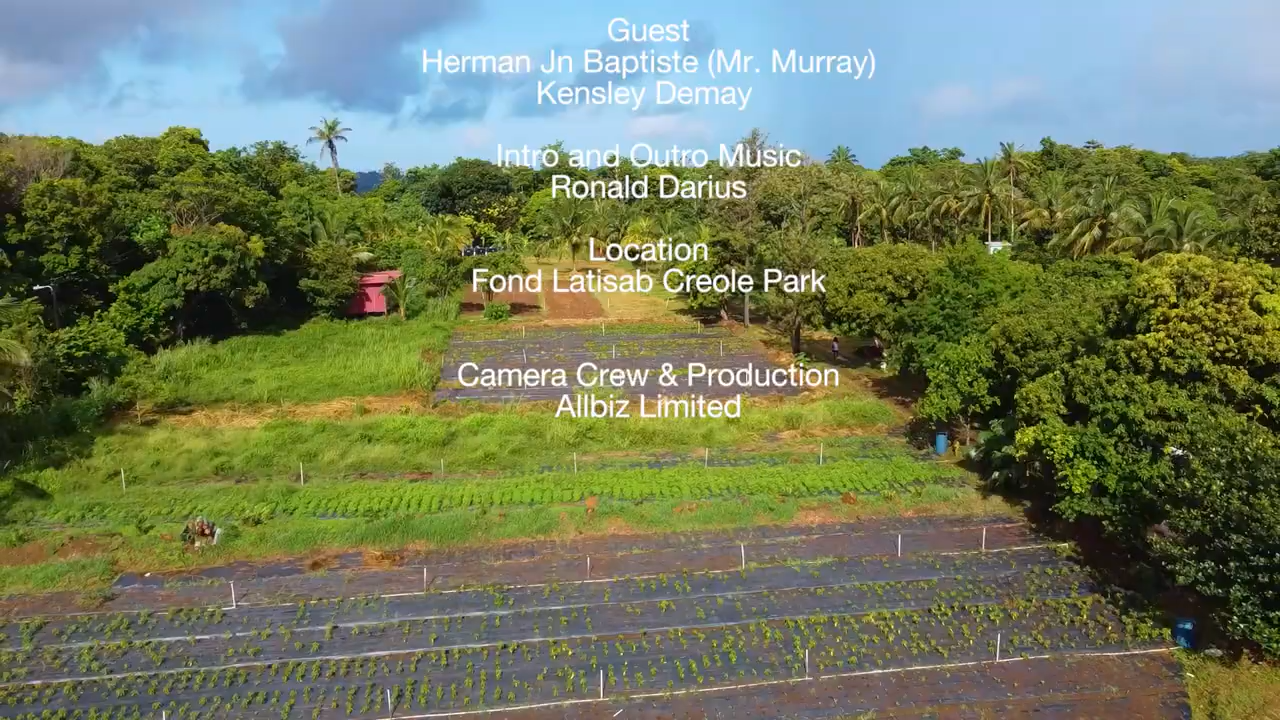 Guest
Herman Jn Baptiste (Mr. Murray)
Kensley Demay
Intro and Outro Music
Ronald Darius
Location
Fond Latisab Creole Park
Camera Crew & Production
Allbiz Limited